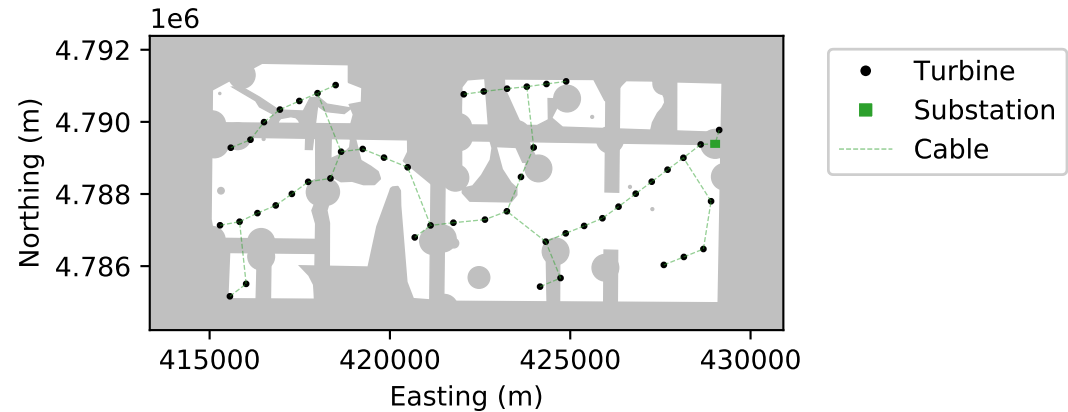 1e6
4.792
4.790
4.788
4.786
Northing (m)
415000 420000 425000 430000
Easting (m)
Turbine
Substation
Cable